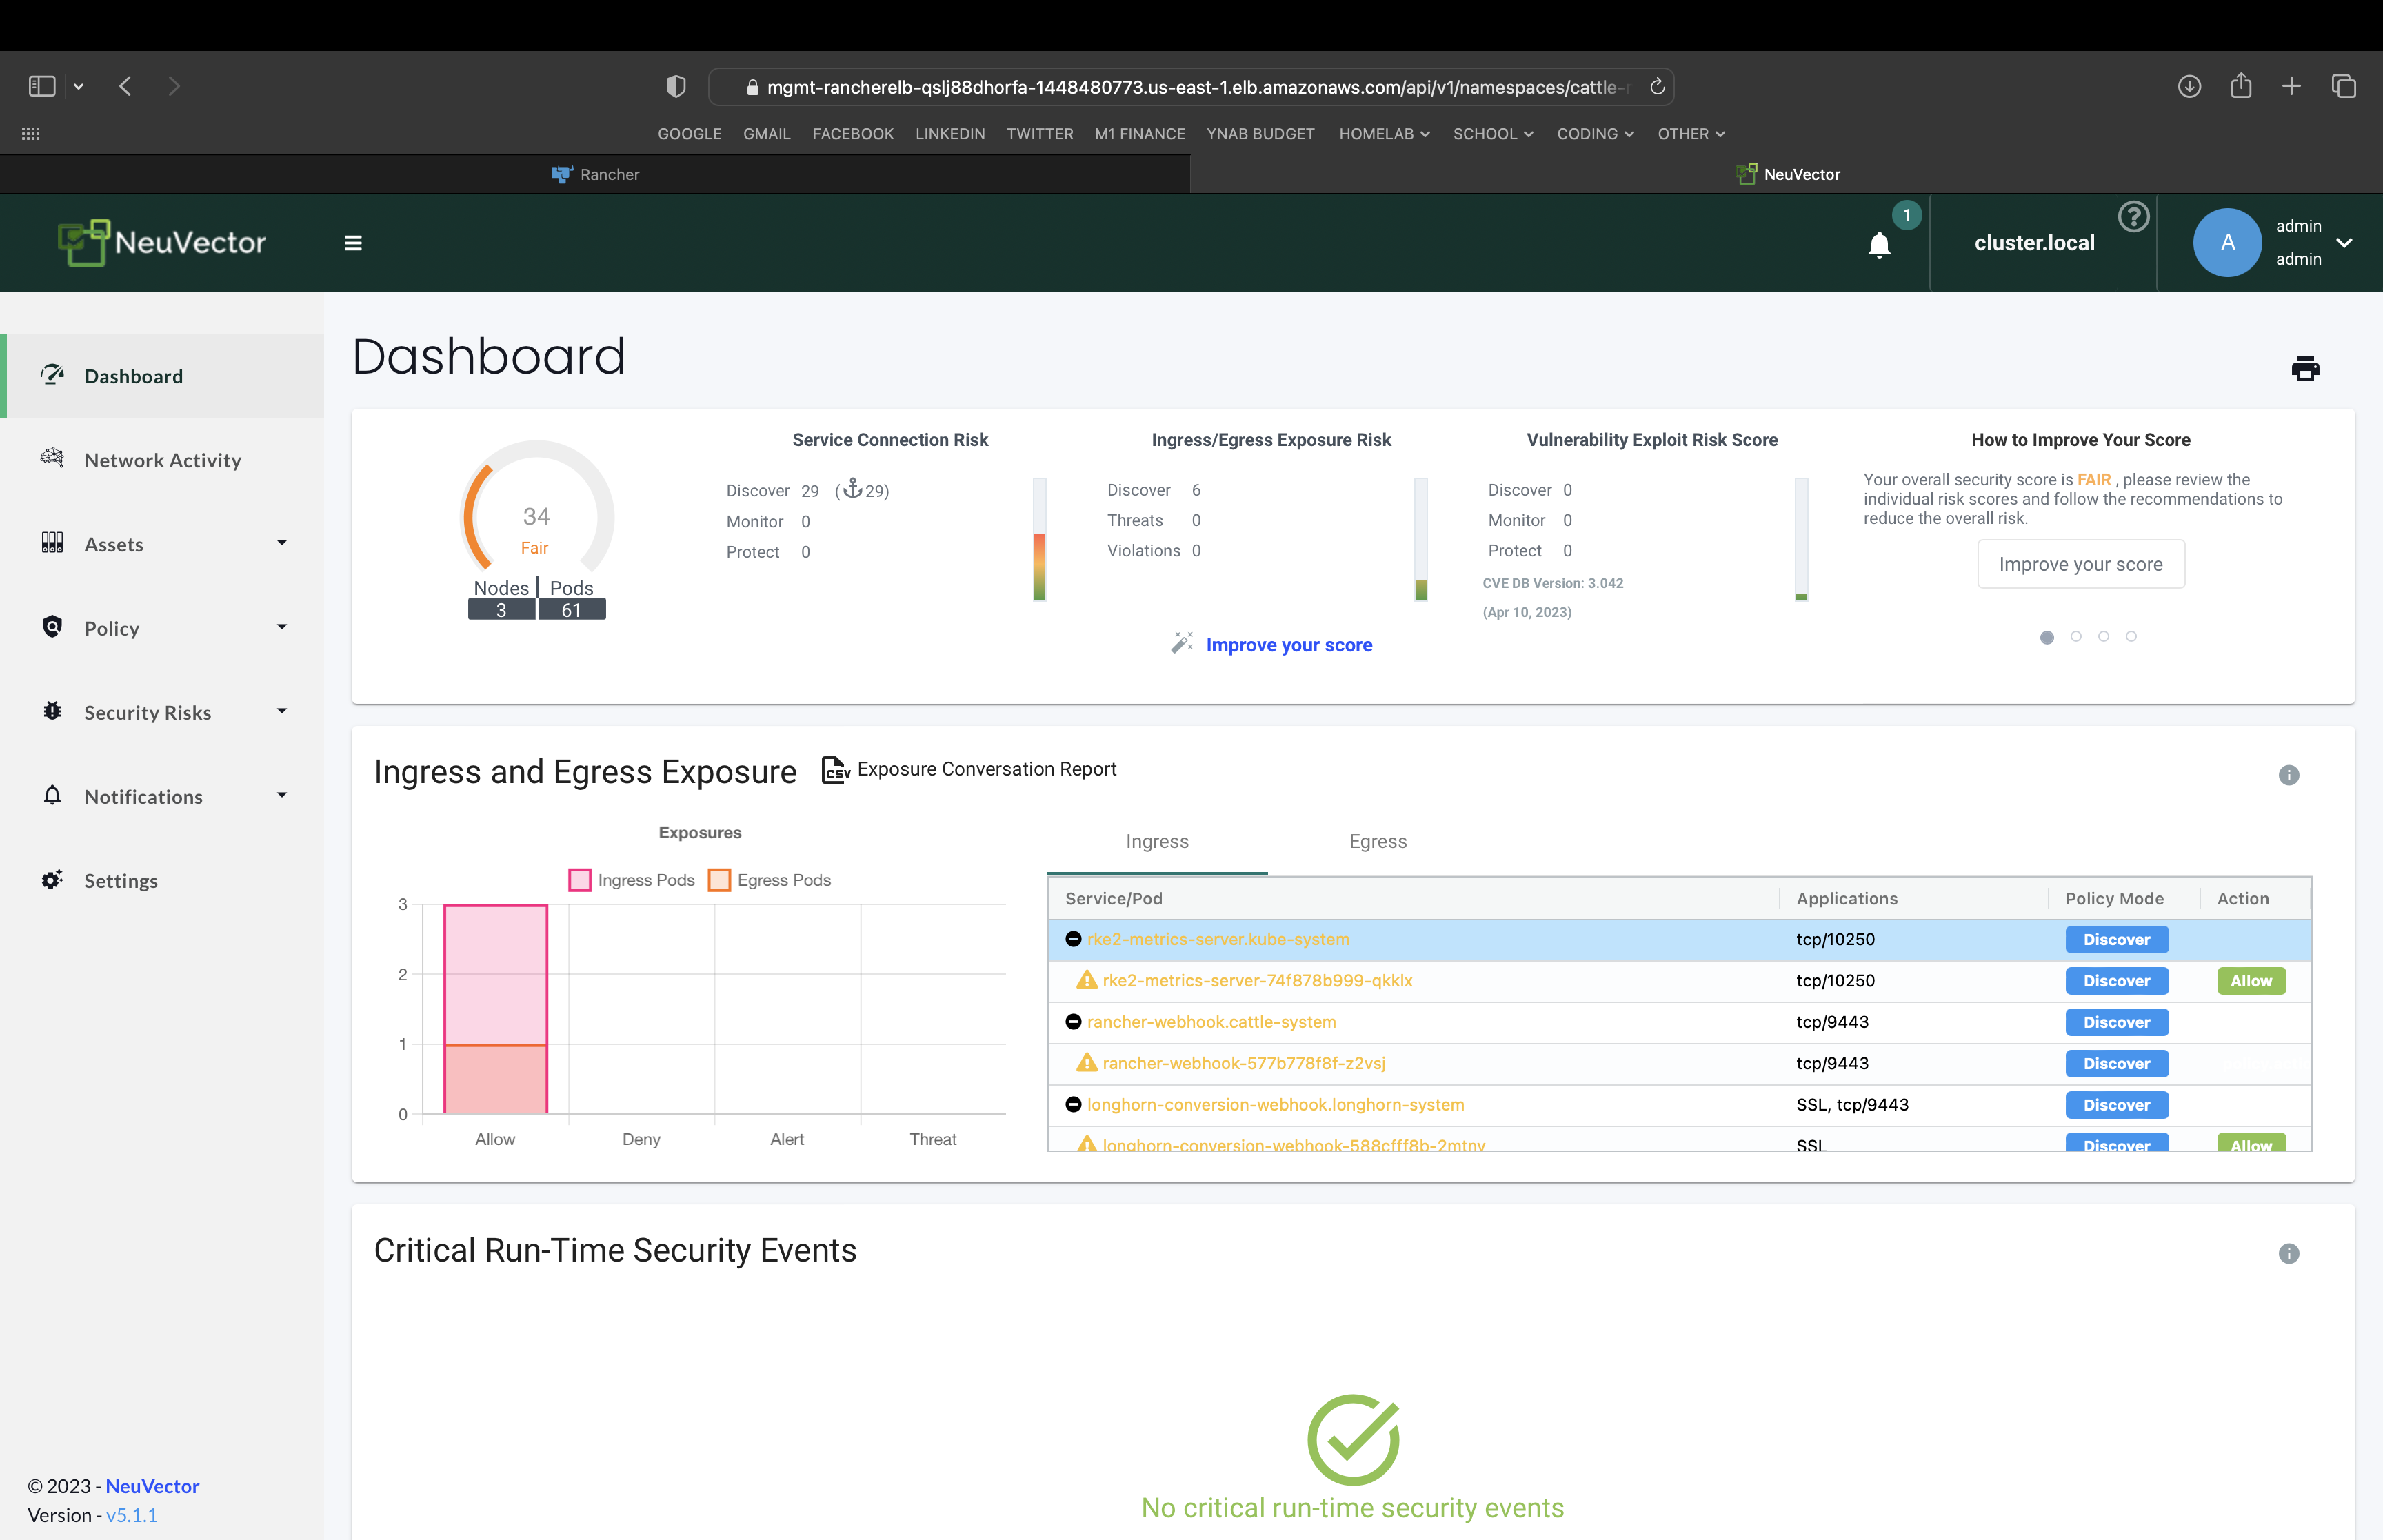 mgmt-rancherelb-qslj88dhorfa-1448480773.us-east-1.elb.amazonaws.com/api/v1/namespaces/cattle-
GOOGLE GMAIL FACEBOOK LINKEDIN TWITTER M1 FINANCE YNAB BUDGET HOMELAB SCHOOL CODING OTHER
Rancher
NeuVector
NeuVector
1
cluster.local
?
A
admin
admin
Dashboard
Network Activity
Assets
Policy
Security Risks
Notifications
Settings
© 2023 - NeuVector
Version - v5.1.1
Dashboard
34
Fair
Nodes Pods
3 61
Service Connection Risk
Discover 29 (29)
Monitor 0
Protect 0
Ingress/Egress Exposure Risk
Discover 6
Threats 0
Violations 0
Vulnerability Exploit Risk Score
Discover 0
Monitor 0
Protect 0
CVE DB Version: 3.042
(Apr 10, 2023)
Improve your score
How to Improve Your Score
Your overall security score is FAIR , please review the
individual risk scores and follow the recommendations to
reduce the overall risk.
Improve your score
Ingress and Egress Exposure
CSV Exposure Conversation Report
Exposures
Ingress Pods Egress Pods
3
2
1
0
Allow Deny Alert Threat
Ingress Egress
Service/Pod Applications Policy Mode Action
rke2-metrics-server.kube-system tcp/10250 Discover
rke2-metrics-server-74f878b999-qkklx tcp/10250 Discover Allow
rancher-webhook.cattle-system tcp/9443 Discover
rancher-webhook-577b778f8f-z2vsj tcp/9443 Discover
longhorn-conversion-webhook.longhorn-system SSL, tcp/9443 Discover
longhorn-conversion-webhook-588cfff8b-2mtnv SSL Discover Allow
Critical Run-Time Security Events
No critical run-time security events